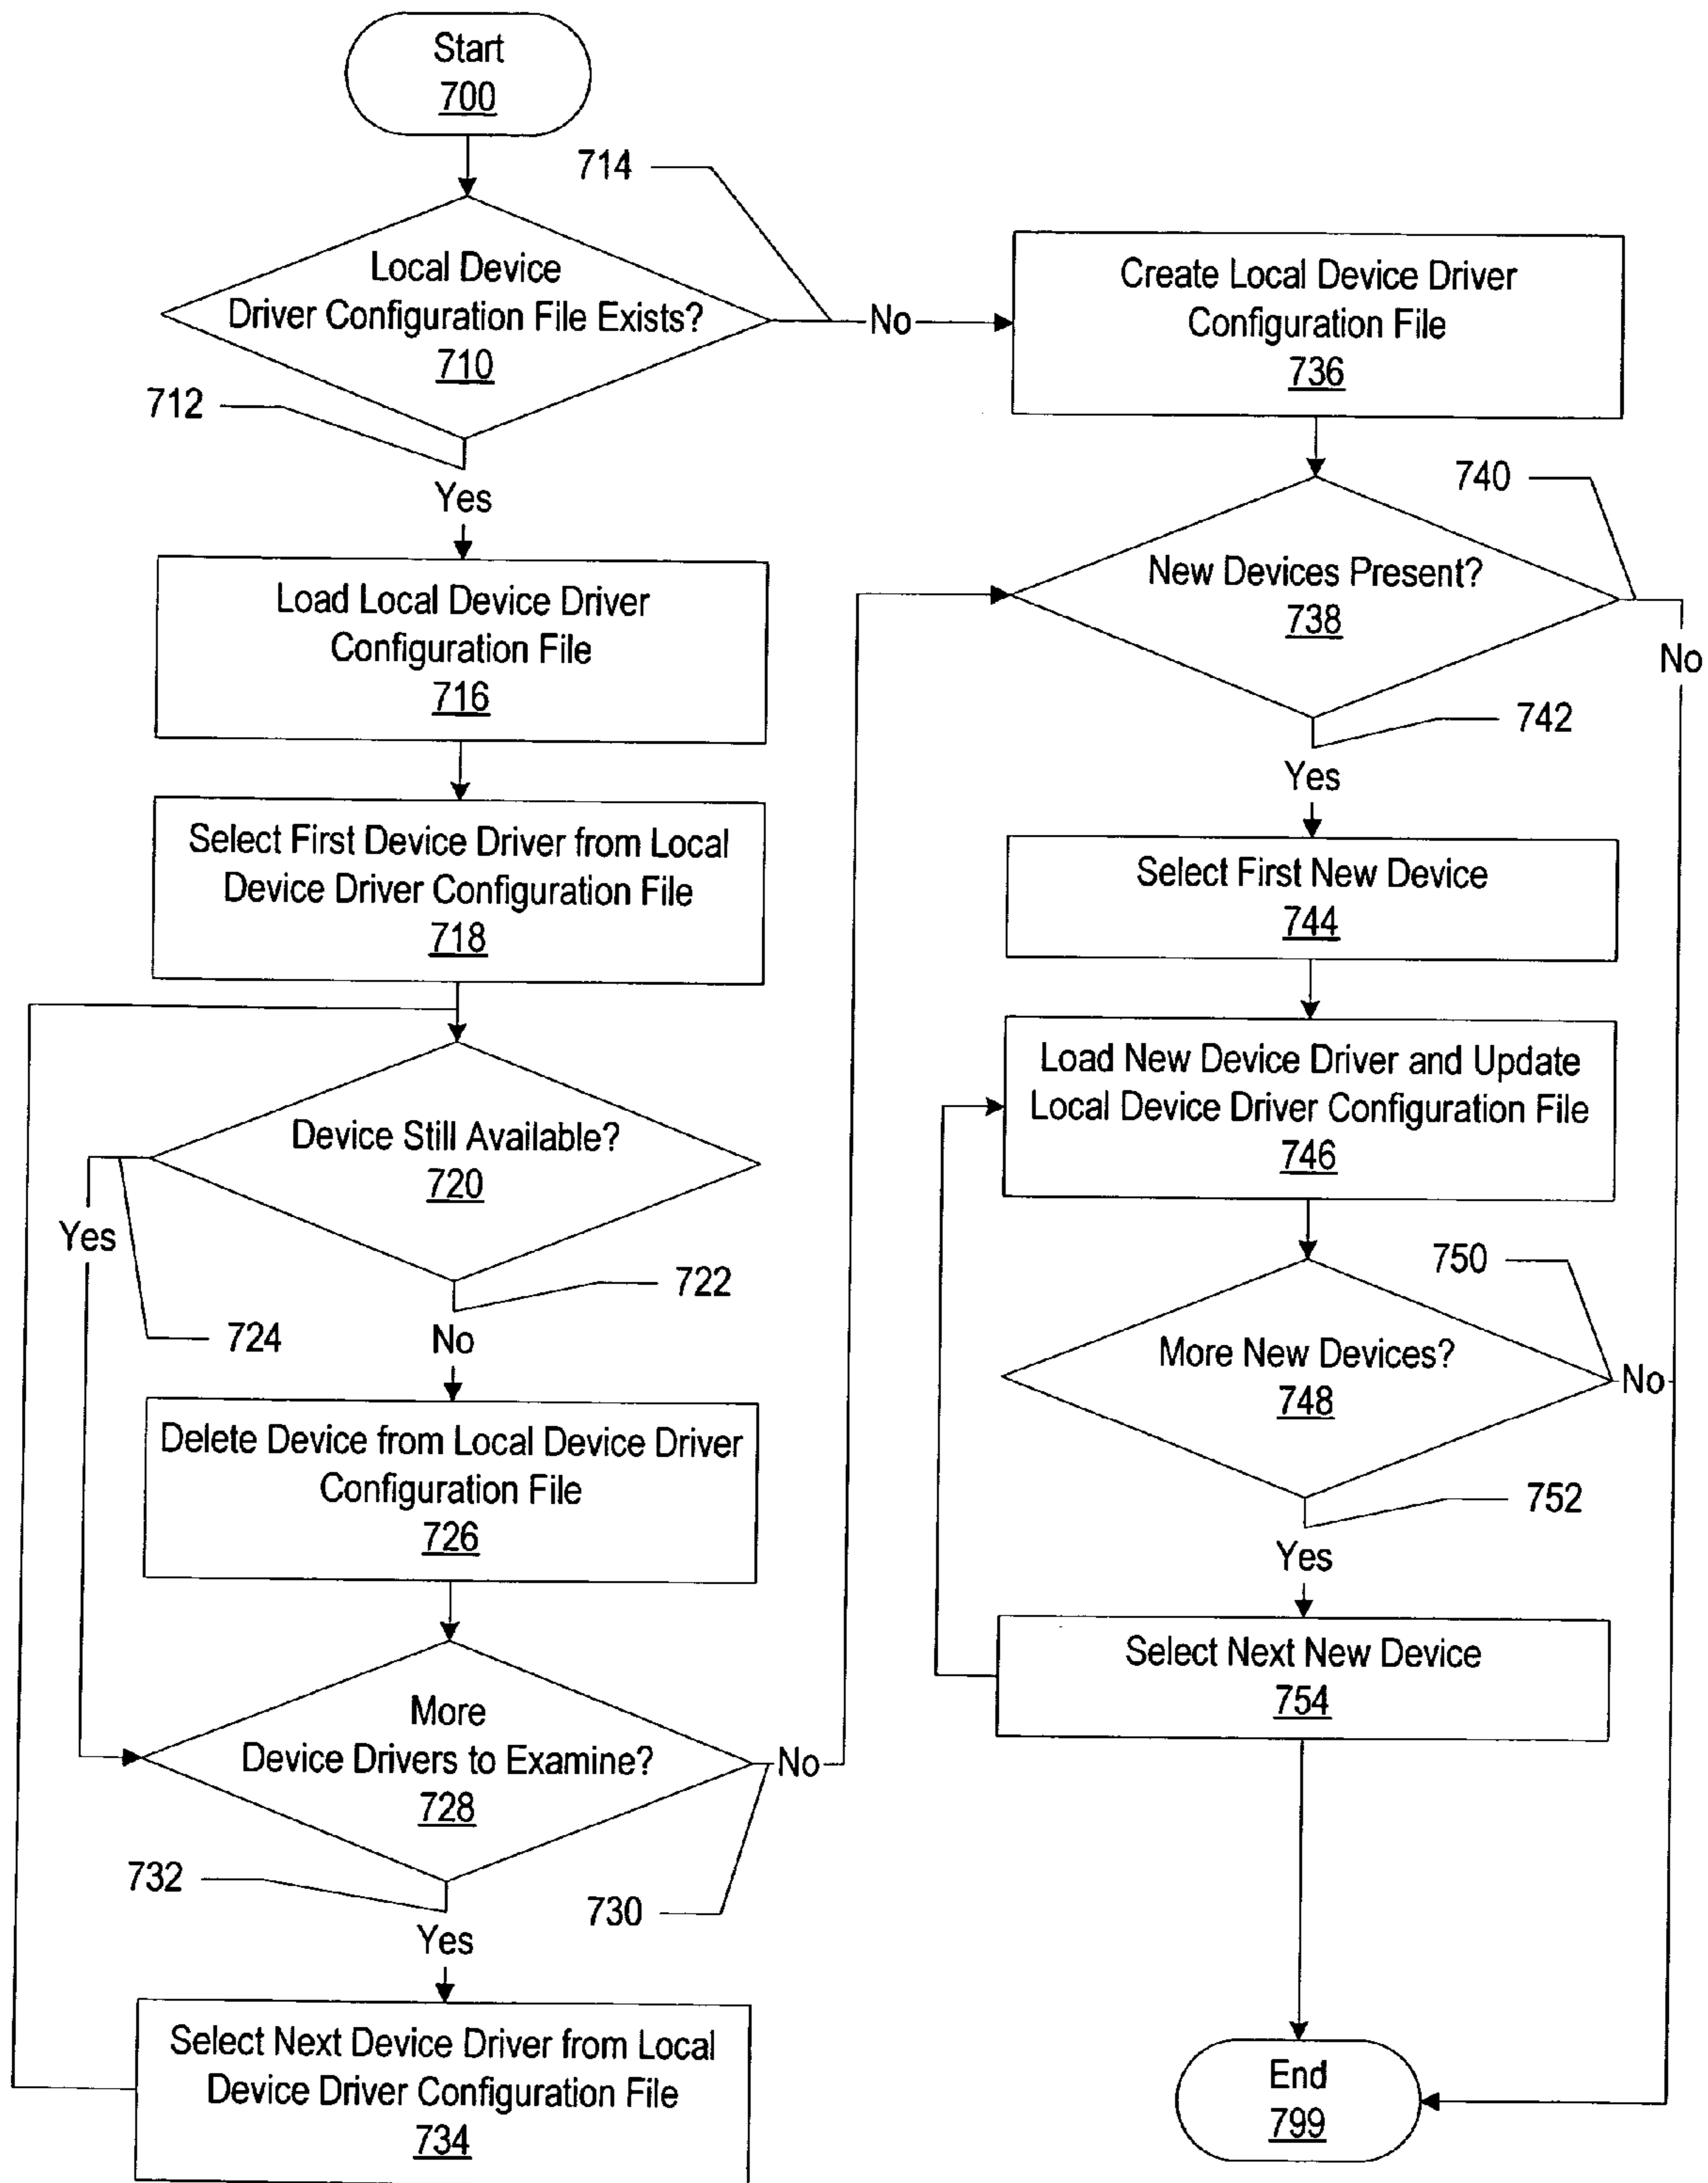 Start
700
714
Local Device
Driver Configuration File Exists?
710
No
712
Yes
Load Local Device Driver
Configuration File
716
Select First Device Driver from Local
Device Driver Configuration File
718
Device Still Available?
720
Yes
722
724
No
Delete Device from Local Device Driver
Configuration File
726
More
Device Drivers to Examine?
728
No
732
730
Yes
Select Next Device Driver from Local
Device Driver Configuration File
734
Create Local Device Driver
Configuration File
736
740
New Devices Present?
738
No
742
Yes
Select First New Device
744
Load New Device Driver and Update
Local Device Driver Configuration File
746
750
More New Devices?
748
No
752
Yes
Select Next New Device
754
End
799